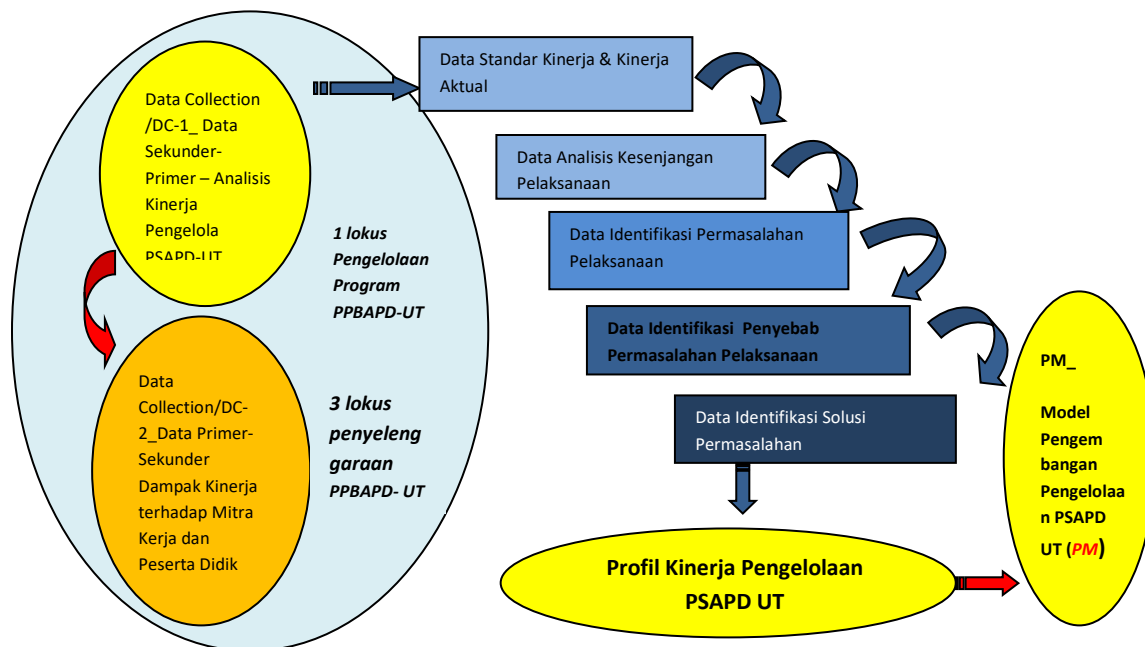 Data Collection
/DC-1_ Data
Sekunder-
Primer – Analisis
Kinerja
Pengelola
PSAPD-UT
1 lokus
Pengelolaan
Program
PPBAPD-UT
Data
Collection/DC-
2_Data Primer-
Sekunder
Dampak Kinerja
terhadap Mitra
Kerja dan
Peserta Didik
3 lokus
penyeleng
garaan
PPBAPD- UT
Data Standar Kinerja & Kinerja
Aktual
Data Analisis Kesenjangan
Pelaksanaan
Data Identifikasi Permasalahan
Pelaksanaan
Data Identifikasi  Penyebab
Permasalahan Pelaksanaan
Data Identifikasi Solusi
Permasalahan
Profil Kinerja Pengelolaan
PSAPD UT
PM_
Model
Pengem
bangan
Pengelolaa
n PSAPD
UT (PM)